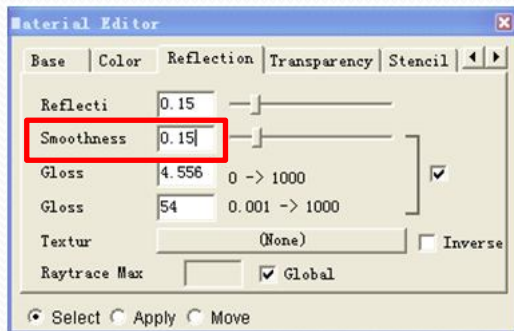 Material Editor
Base Color Reflection Transparency Stencil
Reflecti 0.15
Smoothness 0.15
Gloss 4.556 0 -> 1000
Gloss 54 0.001 -> 1000
Textur (None) Inverse
Raytrace Max Global
Select Apply Move